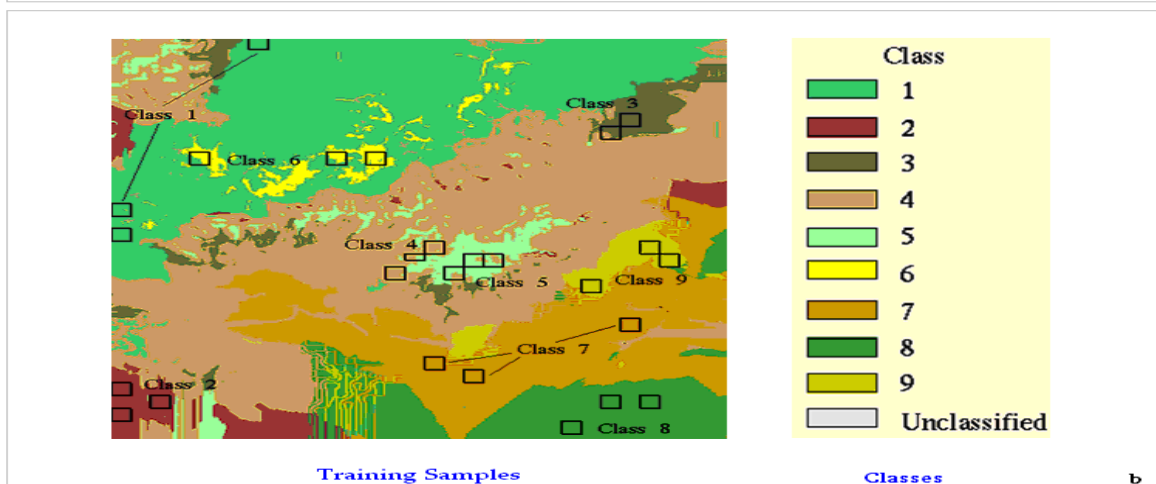 Class 3
Class 1
Class 6
Class 4
Class 5
Class 9
Class 7
Class 2
Class 8
Training Samples
Class
1
2
3
4
5
6
7
8
9
Unclassified
Classes
b